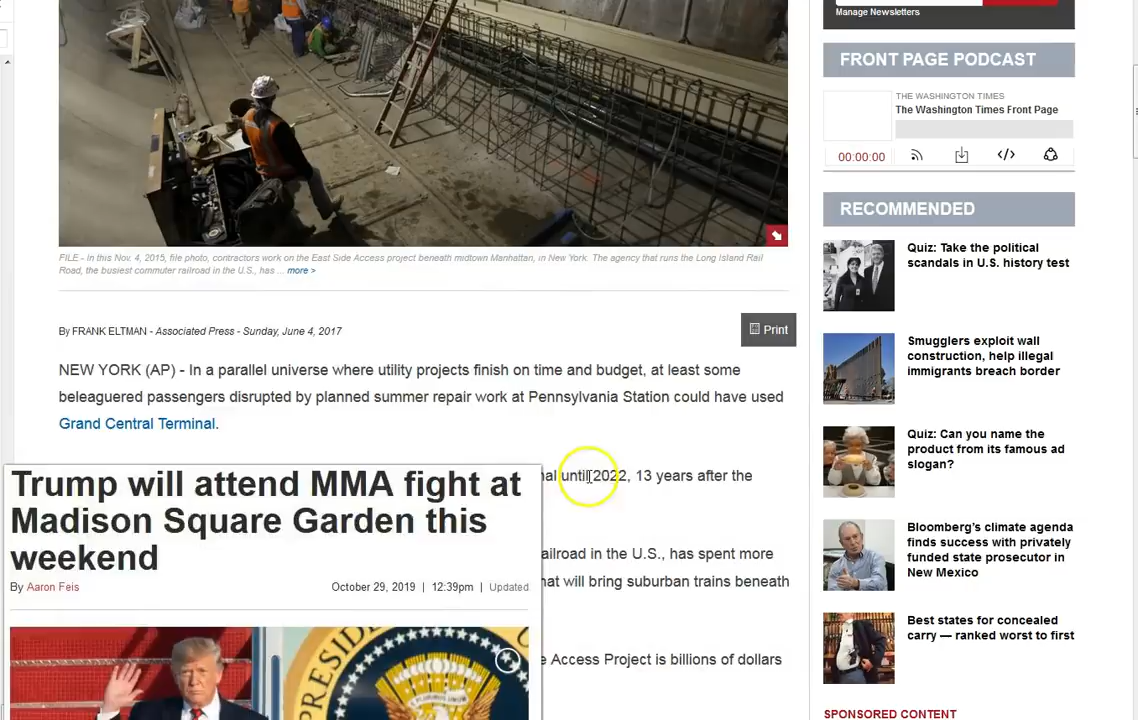 FILE - In this Nov. 4, 2015, file photo, contractors work on the East Side Access project beneath midtown Manhattan, in New York. The agency that runs the Long Island Rail
Road, the busiest commuter railroad in the U.S., has ... more >
By FRANK ELTMAN - Associated Press - Sunday, June 4, 2017
Print
NEW YORK (AP) - In a parallel universe where utility projects finish on time and budget, at least some
beleaguered passengers disrupted by planned summer repair work at Pennsylvania Station could have used
Grand Central Terminal.
until 2022, 13 years after the
in the U.S., has spent more
will bring suburban trains beneath
Access Project is billions of dollars
Trump will attend MMA fight at
Madison Square Garden this
weekend
By Aaron Feis
October 29, 2019 | 12:39pm | Updated
Manage Newsletters
FRONT PAGE PODCAST
THE WASHINGTON TIMES
The Washington Times Front Page
00:00:00
RECOMMENDED
Quiz: Take the political
scandals in U.S. history test
Smugglers exploit wall
construction, help illegal
immigrants breach border
Quiz: Can you name the
product from its famous ad
slogan?
Bloomberg's climate agenda
finds success with privately
funded state prosecutor in
New Mexico
Best states for concealed
carry — ranked worst to first
SPONSORED CONTENT